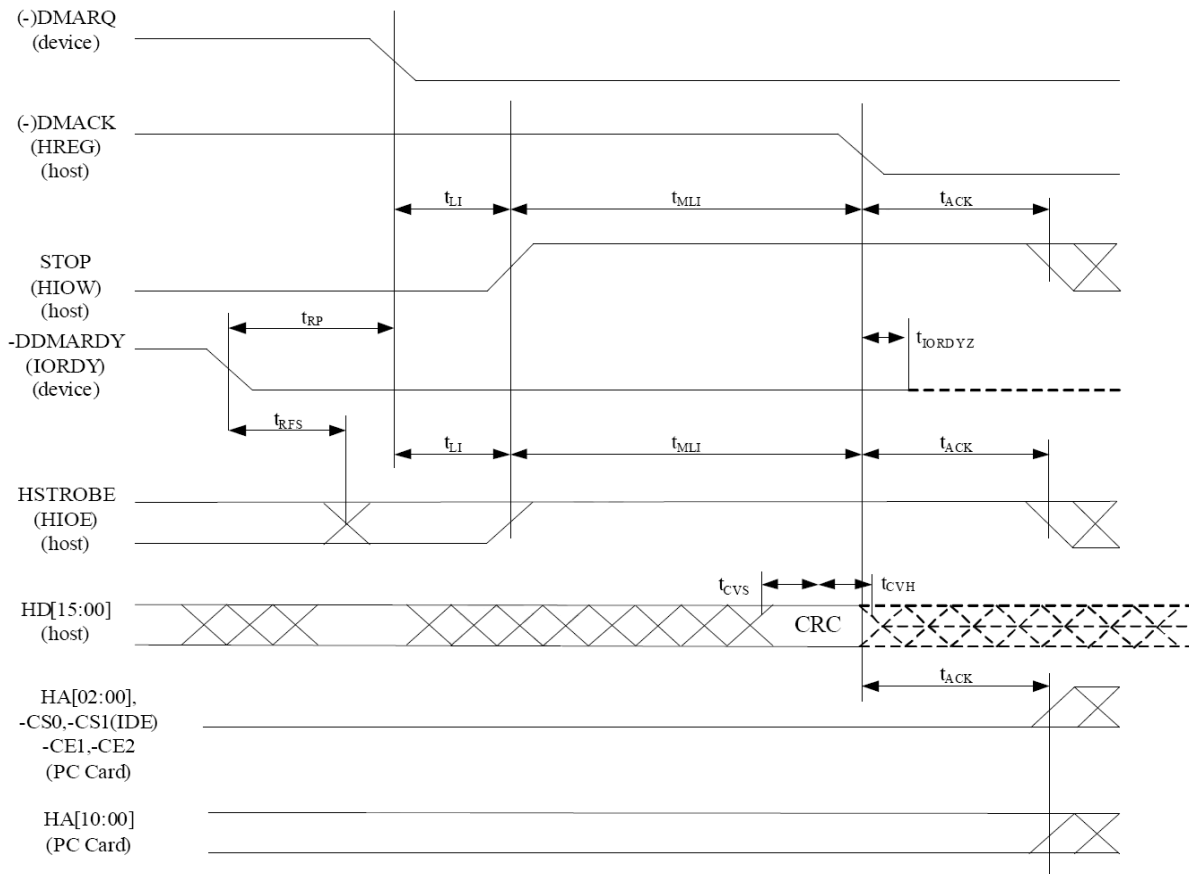 (-)DMARQ
(device)
(-)DMACK
(HREG)
(host)
tLI
tMLI
tACK
STOP
(HIOW)
(host)
tRP
-DDMARDY
(IORDY)
(device)
tIORDYZ
tRFS
tLI
tMLI
tACK
HSTROBE
(HIOE)
(host)
tCVS
tCVH
HD[15:00]
(host)
CRC
tACK
HA[02:00],
-CS0,-CS1(IDE)
-CE1,-CE2
(PC Card)
HA[10:00]
(PC Card)